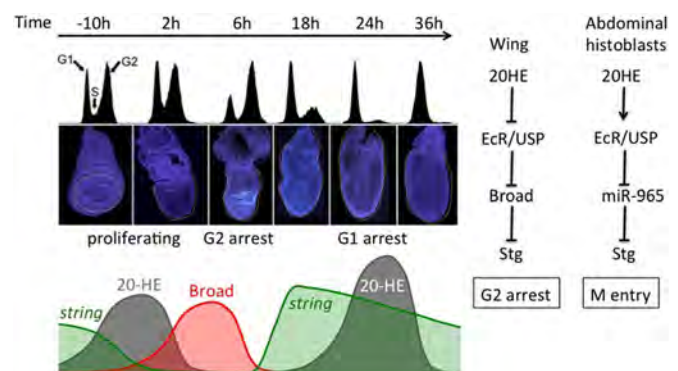 Time
-10h 2h 6h 18h 24h 36h
G1 S G2
proliferating G2 arrest G1 arrest
string 20-HE Broad string 20-HE
Wing
20HE
EcR/USP
Broad
Stg
G2 arrest
Abdominal
histoblasts
20HE
EcR/USP
miR-965
Stg
M entry